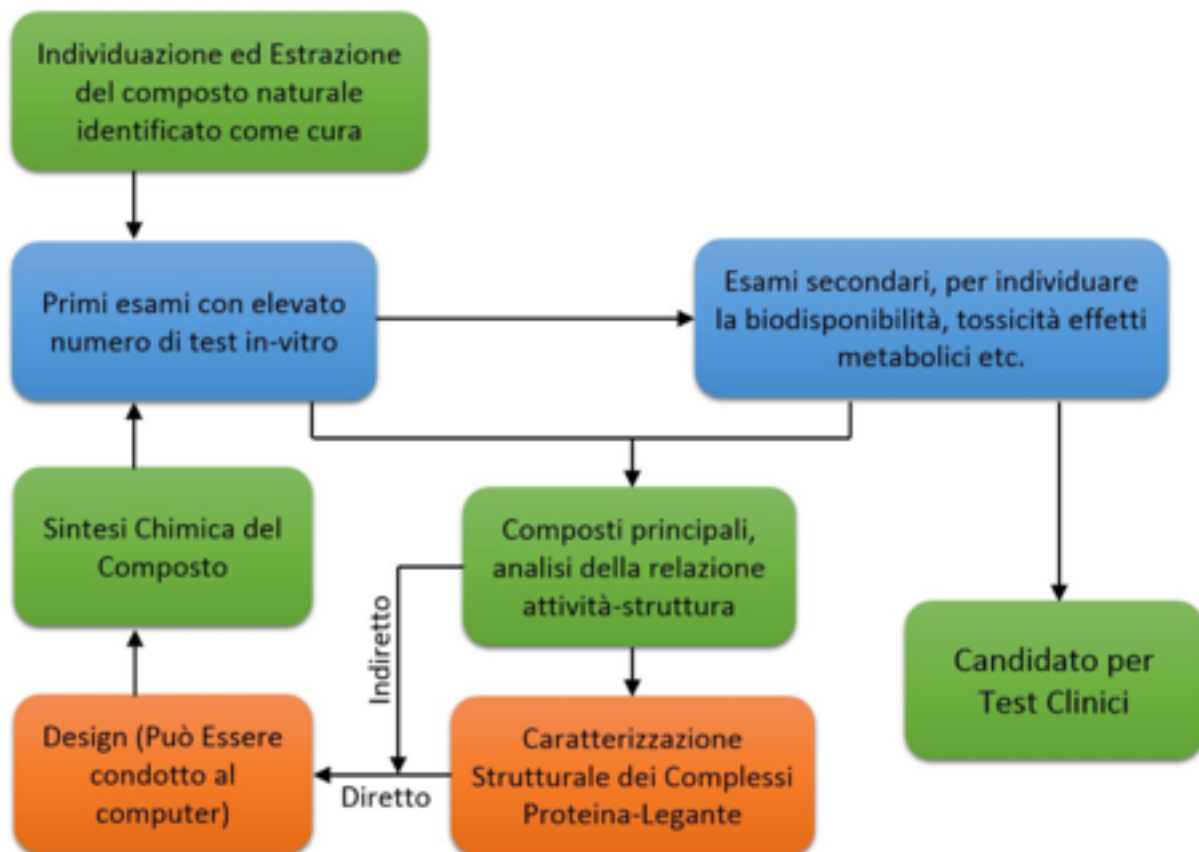 Individuazione ed Estrazione
del composto naturale
identificato come cura
Primi esami con elevato
numero di test in-vitro
Esami secondari, per individuare
la biodisponibilità, tossicità effetti
metabolici etc.
Sintesi Chimica del
Composto
Composti principali,
analisi della relazione
attività-struttura
Candidato per
Test Clinici
Indiretto
Design (Può Essere
condotto al
computer)
Diretto
Caratterizzazione
Strutturale dei Complessi
Proteina-Legante